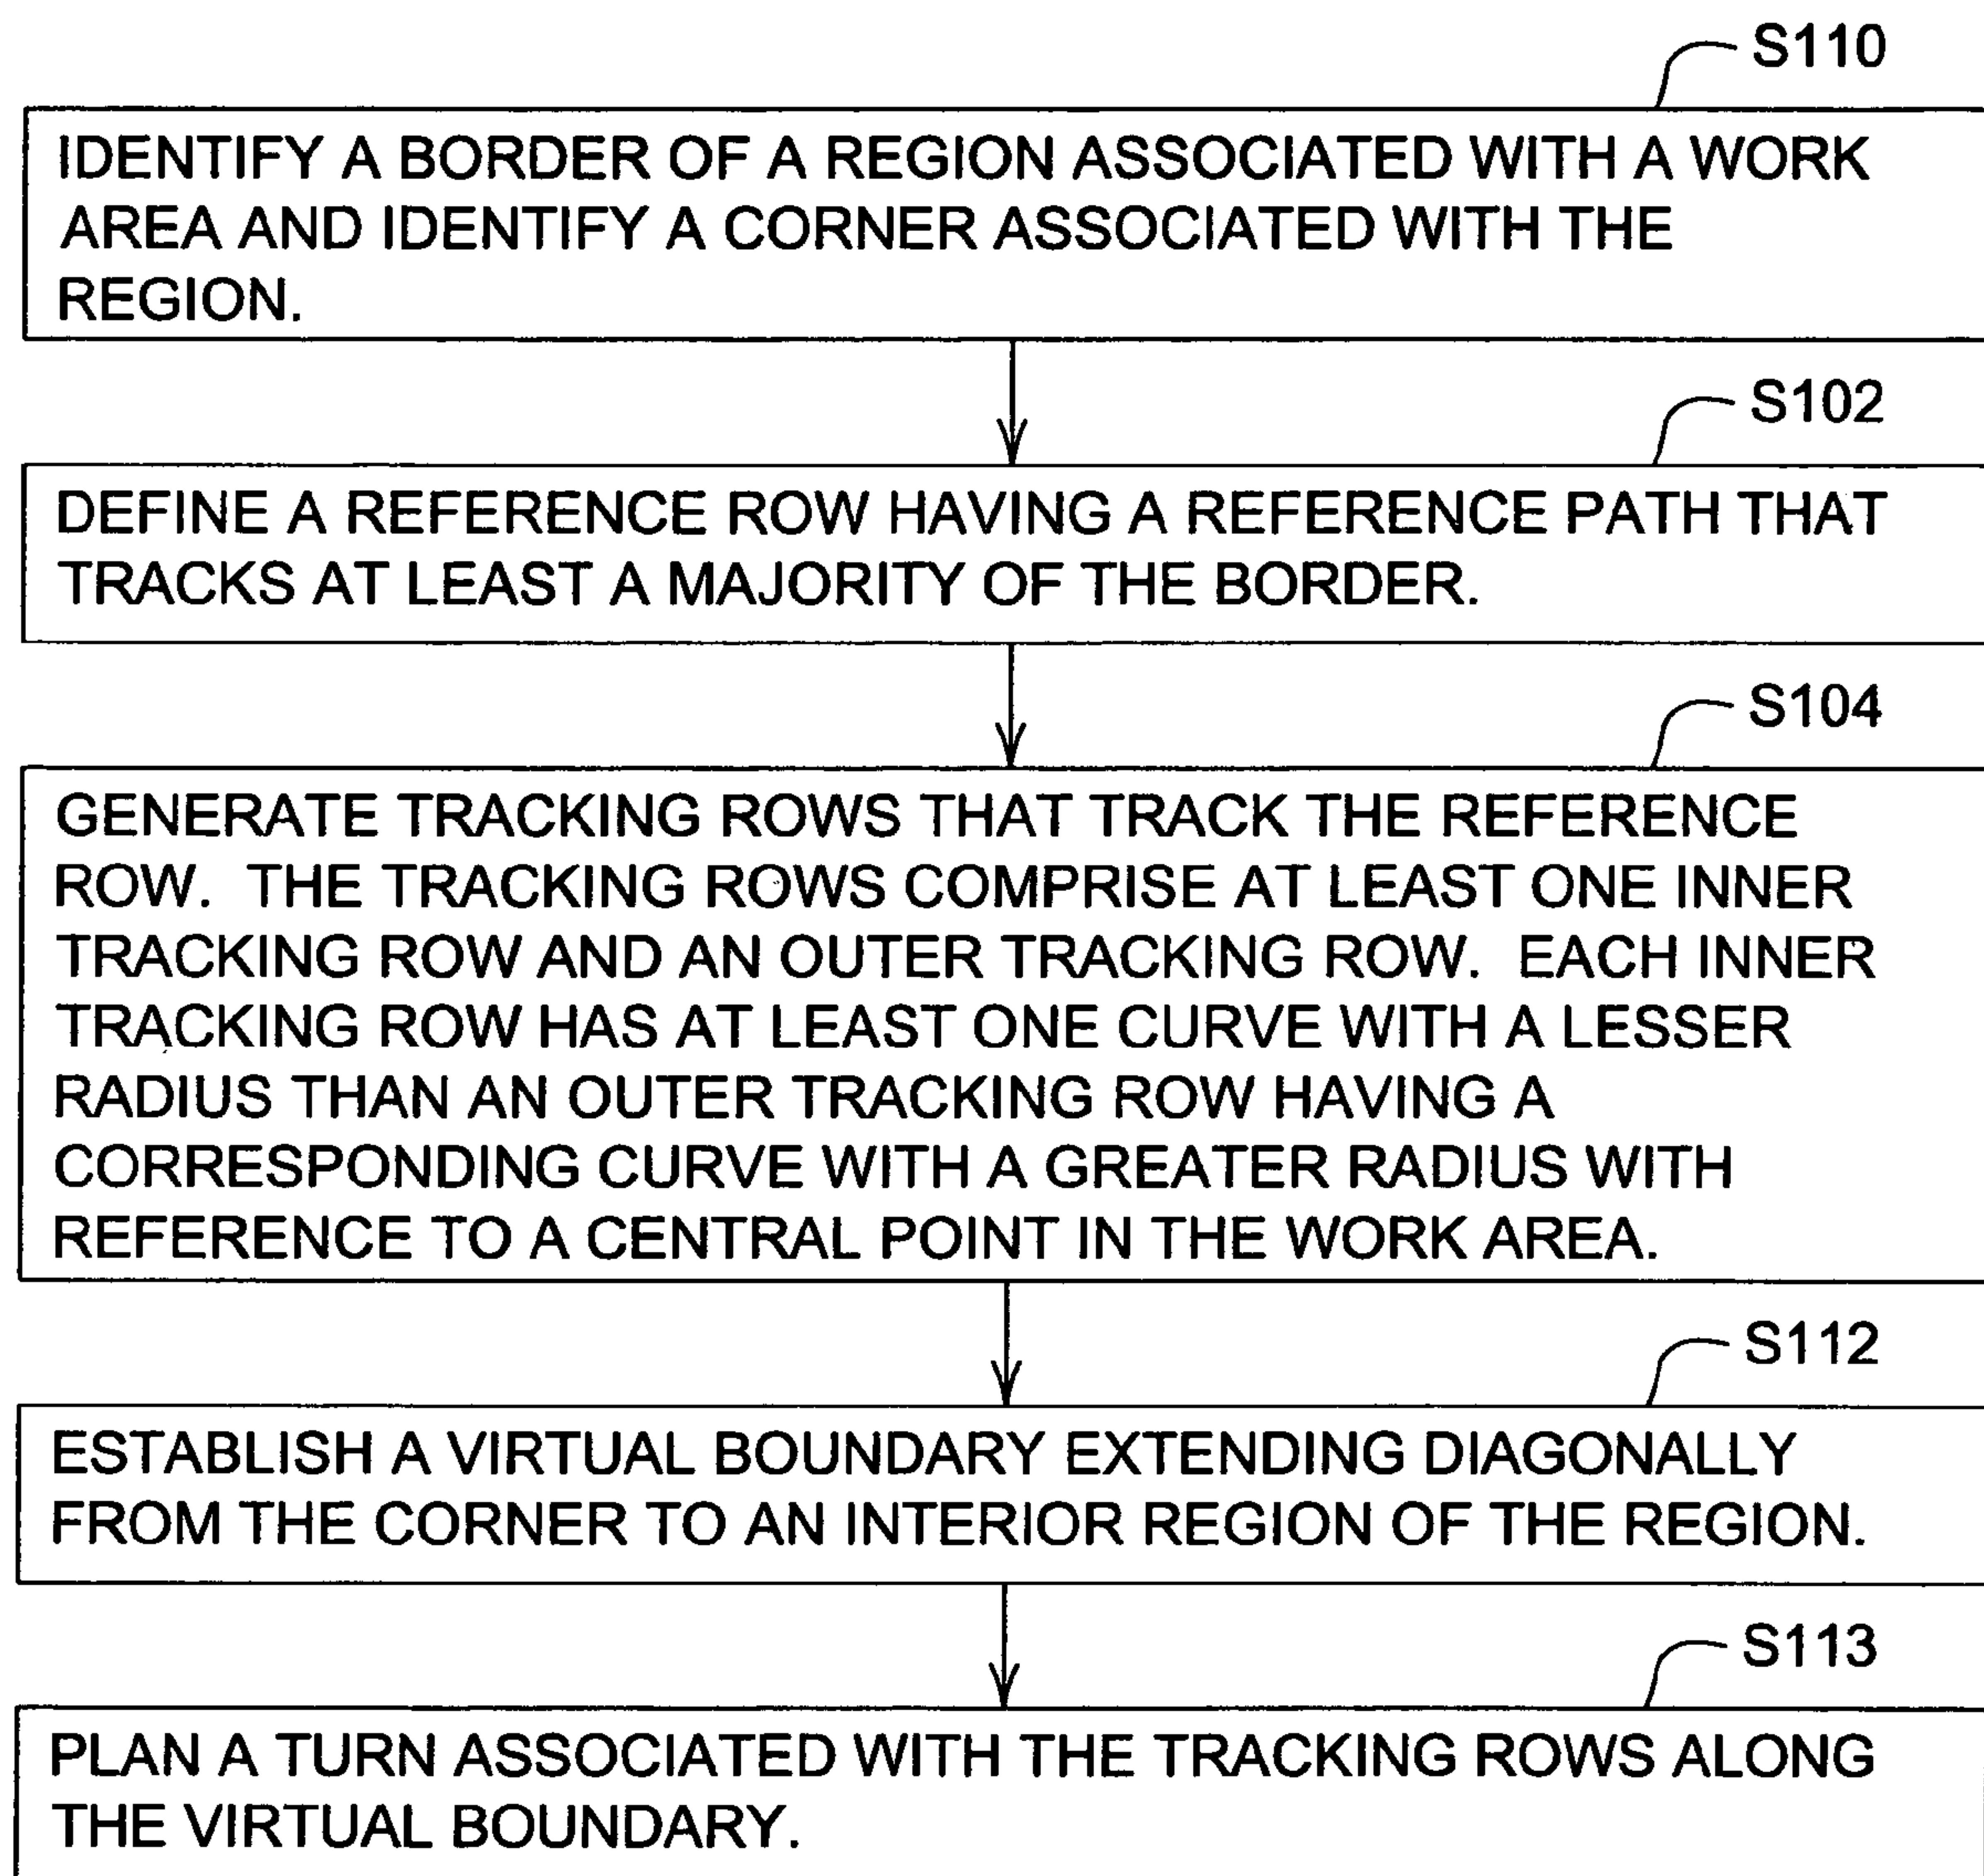 S110
IDENTIFY A BORDER OF A REGION ASSOCIATED WITH A WORK
AREA AND IDENTIFY A CORNER ASSOCIATED WITH THE
REGION.
S102
DEFINE A REFERENCE ROW HAVING A REFERENCE PATH THAT
TRACKS AT LEAST A MAJORITY OF THE BORDER.
S104
GENERATE TRACKING ROWS THAT TRACK THE REFERENCE
ROW. THE TRACKING ROWS COMPRISE AT LEAST ONE INNER
TRACKING ROW AND AN OUTER TRACKING ROW. EACH INNER
TRACKING ROW HAS AT LEAST ONE CURVE WITH A LESSER
RADIUS THAN AN OUTER TRACKING ROW HAVING A
CORRESPONDING CURVE WITH A GREATER RADIUS WITH
REFERENCE TO A CENTRAL POINT IN THE WORK AREA.
S112
ESTABLISH A VIRTUAL BOUNDARY EXTENDING DIAGONALLY
FROM THE CORNER TO AN INTERIOR REGION OF THE REGION.
S113
PLAN A TURN ASSOCIATED WITH THE TRACKING ROWS ALONG
THE VIRTUAL BOUNDARY.